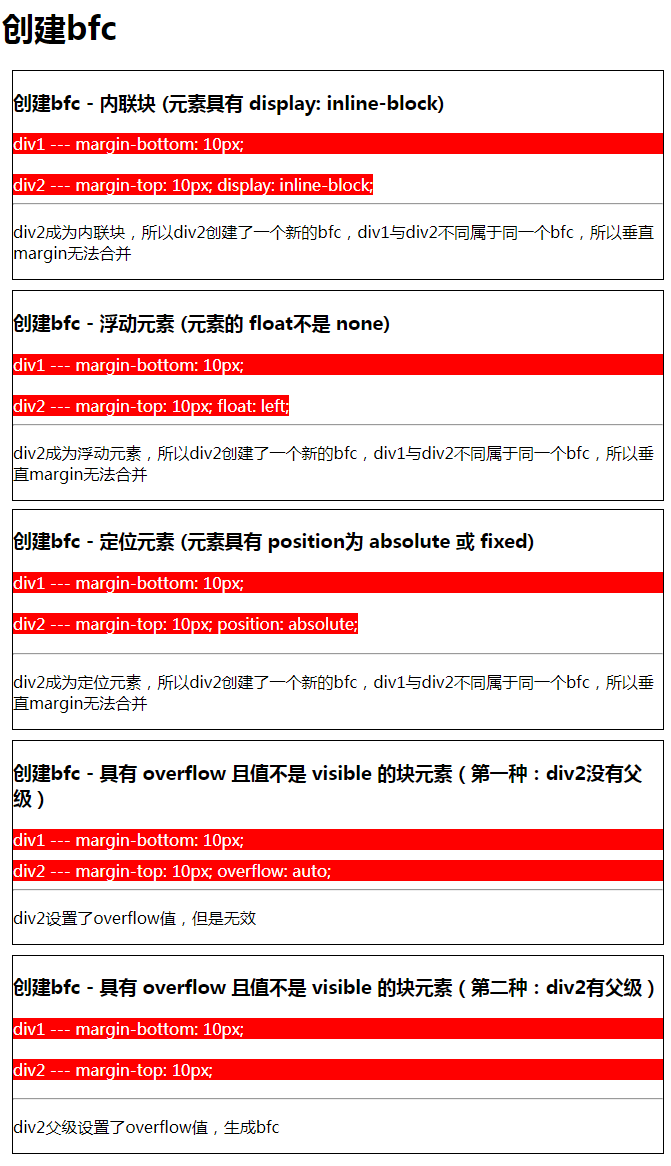 创建bfc
创建bfc - 内联块 (元素具有 display: inline-block)
div1 --- margin-bottom: 10px;
div2 --- margin-top: 10px; display: inline-block;
div2成为内联块，所以div2创建了一个新的bfc，div1与div2不同属于同一个bfc，所以垂直
margin无法合并
创建bfc - 浮动元素 (元素的 float不是 none)
div1 --- margin-bottom: 10px;
div2 --- margin-top: 10px; float: left;
div2成为浮动元素，所以div2创建了一个新的bfc，div1与div2不同属于同一个bfc，所以垂
直margin无法合并
创建bfc - 定位元素 (元素具有 position为 absolute 或 fixed)
div1 --- margin-bottom: 10px;
div2 --- margin-top: 10px; position: absolute;
div2成为定位元素，所以div2创建了一个新的bfc，div1与div2不同属于同一个bfc，所以垂
直margin无法合并
创建bfc - 具有 overflow 且值不是 visible 的块元素（第一种：div2没有父
级）
div1 --- margin-bottom: 10px;
div2 --- margin-top: 10px; overflow: auto;
div2设置了overflow值，但是无效
创建bfc - 具有 overflow 且值不是 visible 的块元素（第二种：div2有父级）
div1 --- margin-bottom: 10px;
div2 --- margin-top: 10px;
div2父级设置了overflow值，生成bfc